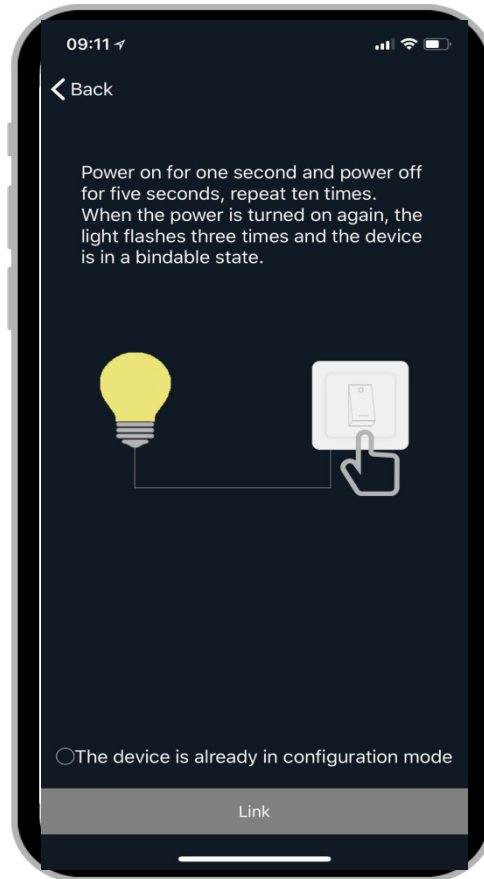 09:11
Back
Power on for one second and power off
for five seconds, repeat ten times.
When the power is turned on again, the
light flashes three times and the device
is in a bindable state.
The device is already in configuration mode
Link